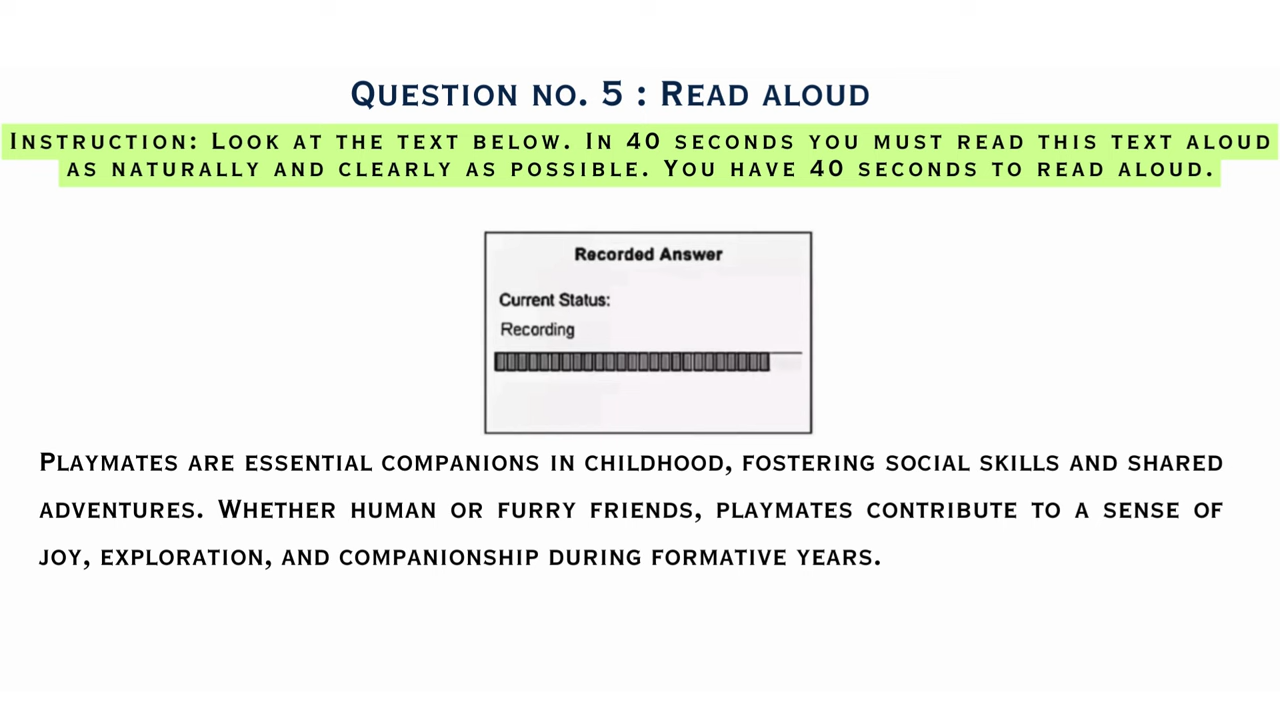 Question no. 5 : Read aloud
Instruction: Look at the text below. In 40 seconds you must read this text aloud
as naturally and clearly as possible. You have 40 seconds to read aloud.
Recorded Answer
Current Status:
Recording
Playmates are essential companions in childhood, fostering social skills and shared
adventures. Whether human or furry friends, playmates contribute to a sense of
joy, exploration, and companionship during formative years.